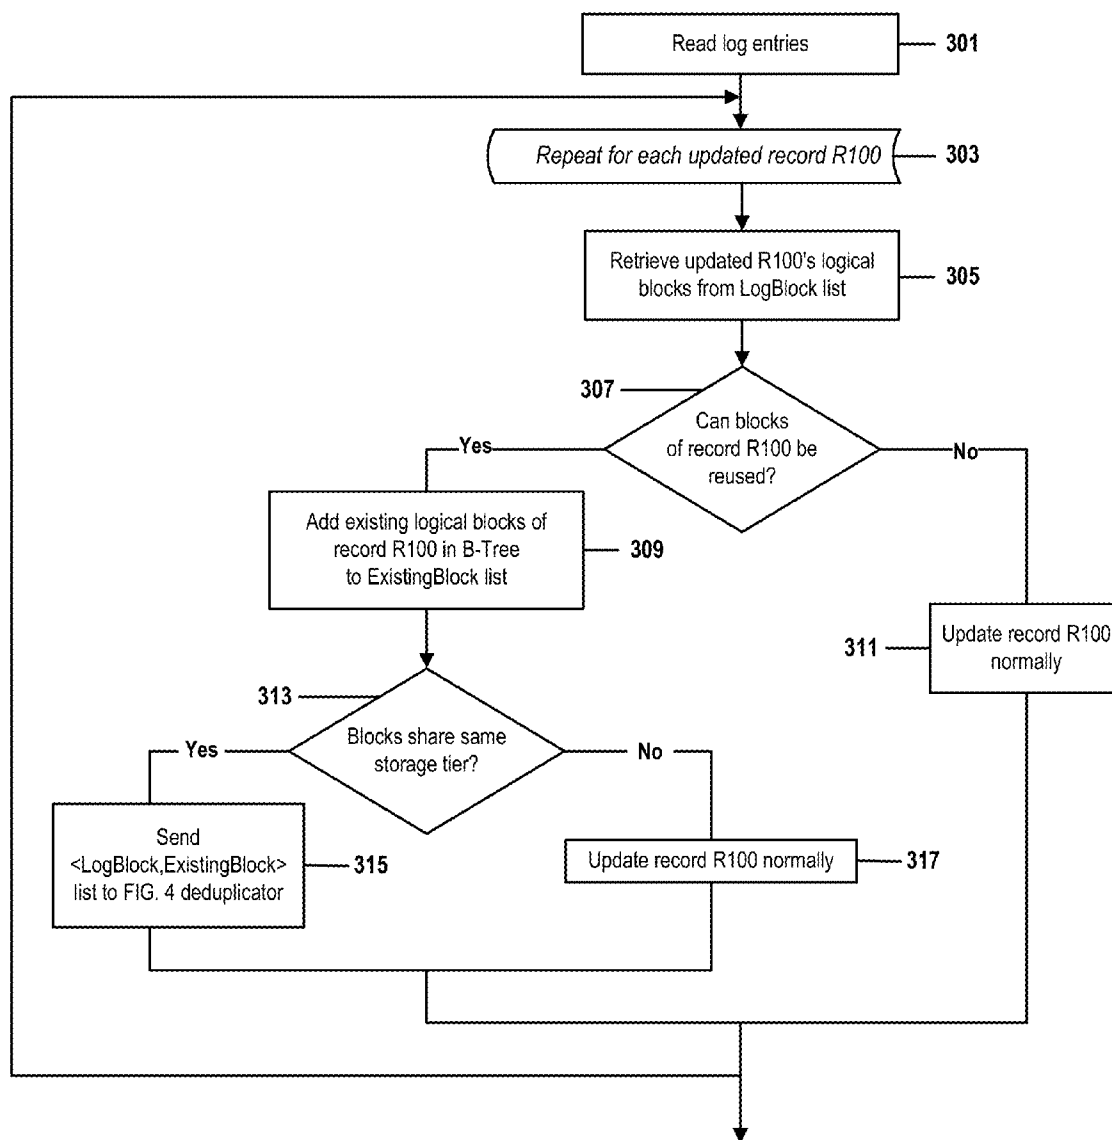 Read log entries
301
Repeat for each updated record R100
303
Retrieve updated R100's logical
blocks from LogBlock list
305
307
Can blocks
of record R100 be
reused?
Yes
No
Add existing logical blocks of
record R100 in B-Tree
to ExistingBlock list
309
311
Update record R100
normally
313
Blocks share same
storage tier?
Yes
No
Send
<LogBlock,ExistingBlock>
list to FIG. 4 deduplicator
315
Update record R100 normally
317